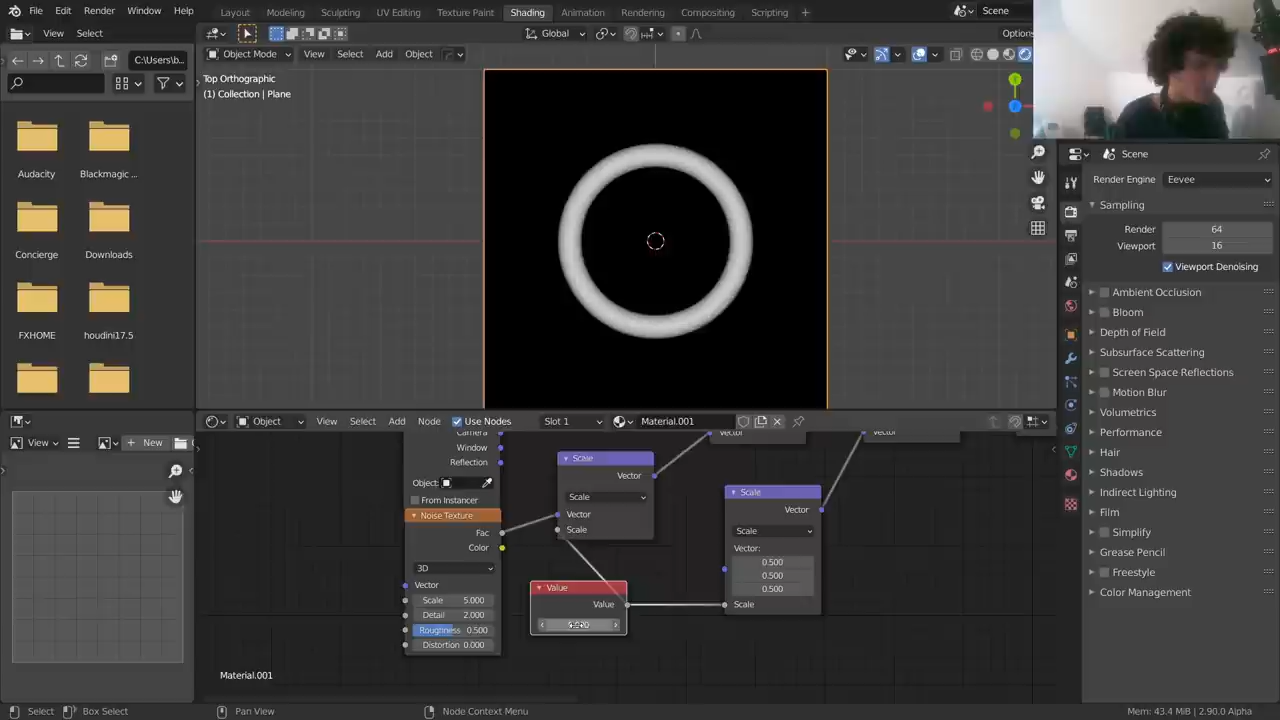 File Edit Render Window Help
Layout Modeling Sculpting UV Editing Texture Paint Shading Animation Rendering Compositing Scripting +
Scene
View Select
Global
Options
C:\Users\b...
Object Mode View Select Add Object
Top Orthographic
(1) Collection | Plane
Audacity
Blackmagic ...
Concierge
Downloads
FXHOME
houdini17.5
Scene
Render Engine Eevee
Sampling
Render 64
Viewport 16
Viewport Denoising
Ambient Occlusion
Bloom
Depth of Field
Subsurface Scattering
Screen Space Reflections
Motion Blur
Volumetrics
Performance
Hair
Shadows
Indirect Lighting
Film
Simplify
Grease Pencil
Freestyle
Color Management
Object View Select Add Node Use Nodes Slot 1 Material.001
View New
Camera
Window
Reflection
Object:
From Instancer
Noise Texture
Fac
Color
3D
Vector
Scale 5.000
Detail 2.000
Roughness 0.500
Distortion 0.000
Scale
Vector
Scale
Vector
Scale
Value
Value
Vector
Vector
Scale
Vector
Scale
Vector:
0.500
0.500
0.500
Scale
Material.001
Select Box Select Pan View Node Context Menu Mem: 43.4 MiB | 2.90.0 Alpha